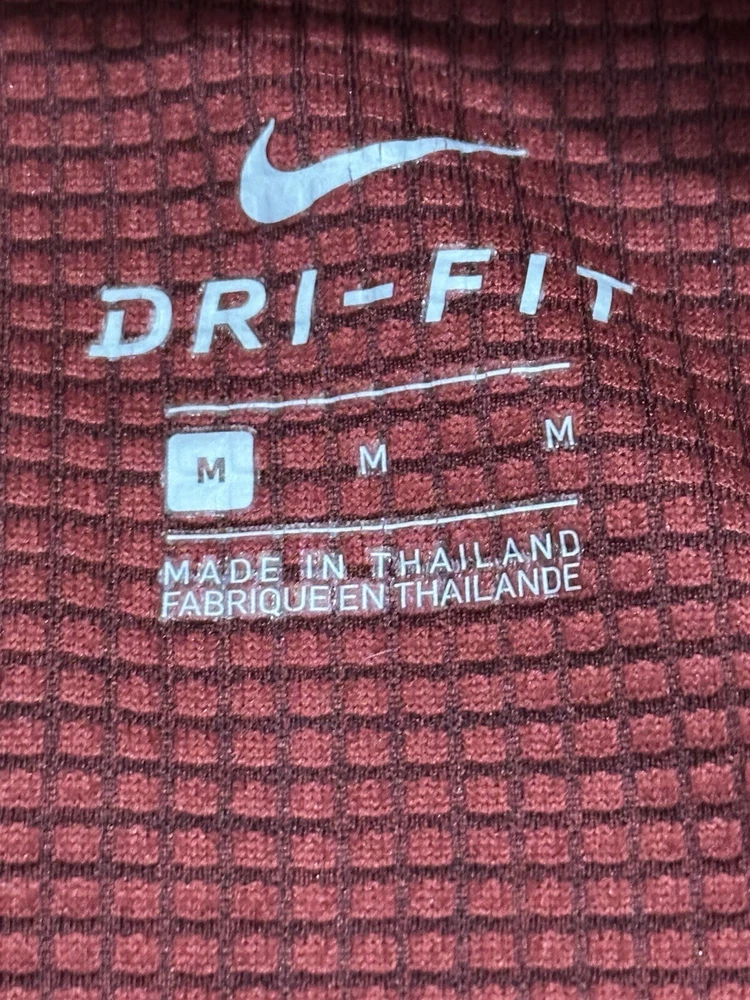 DRI-FIT
M M M
MADE IN THAILAND
FABRIQUE EN THAILANDE